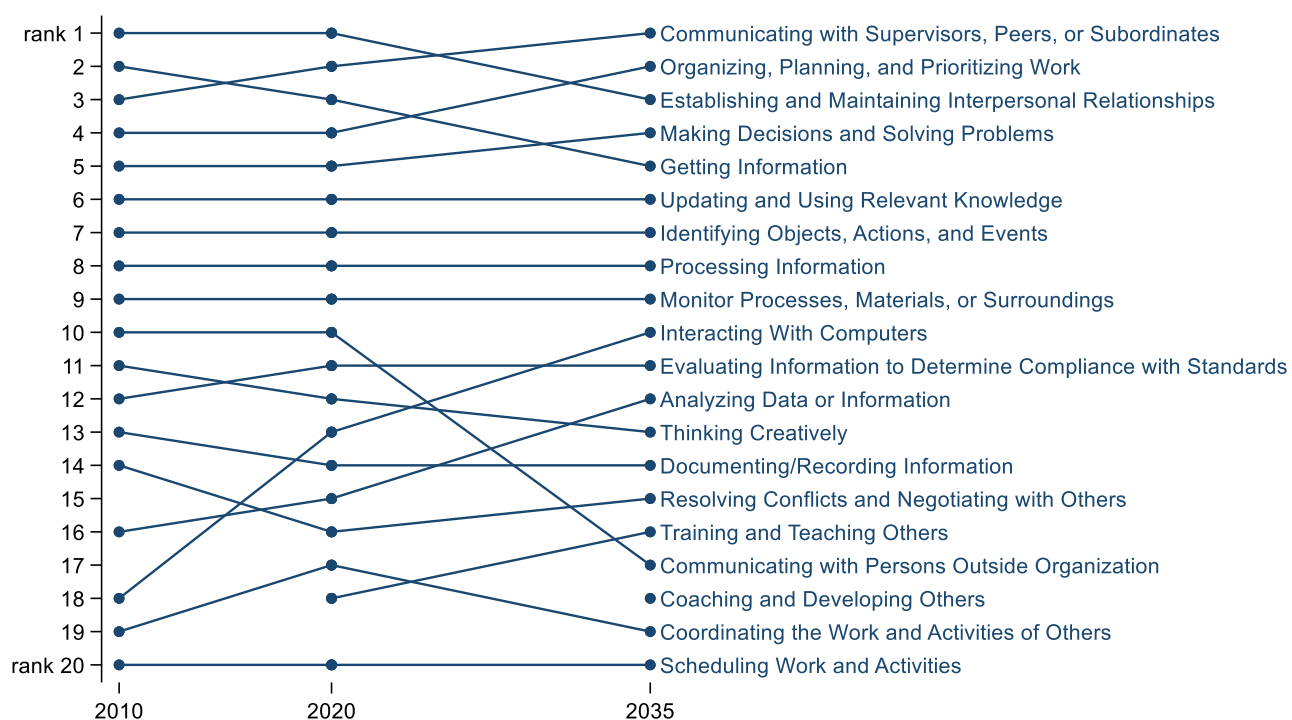 rank 1 Communicating with Supervisors, Peers, or Subordinates
2 Organizing, Planning, and Prioritizing Work
3 Establishing and Maintaining Interpersonal Relationships
4 Making Decisions and Solving Problems
5 Getting Information
6 Updating and Using Relevant Knowledge
7 Identifying Objects, Actions, and Events
8 Processing Information
9 Monitor Processes, Materials, or Surroundings
10 Interacting With Computers
11 Evaluating Information to Determine Compliance with Standards
12 Analyzing Data or Information
13 Thinking Creatively
14 Documenting/Recording Information
15 Resolving Conflicts and Negotiating with Others
16 Training and Teaching Others
17 Communicating with Persons Outside Organization
18 Coaching and Developing Others
19 Coordinating the Work and Activities of Others
rank 20 Scheduling Work and Activities
2010 2020 2035